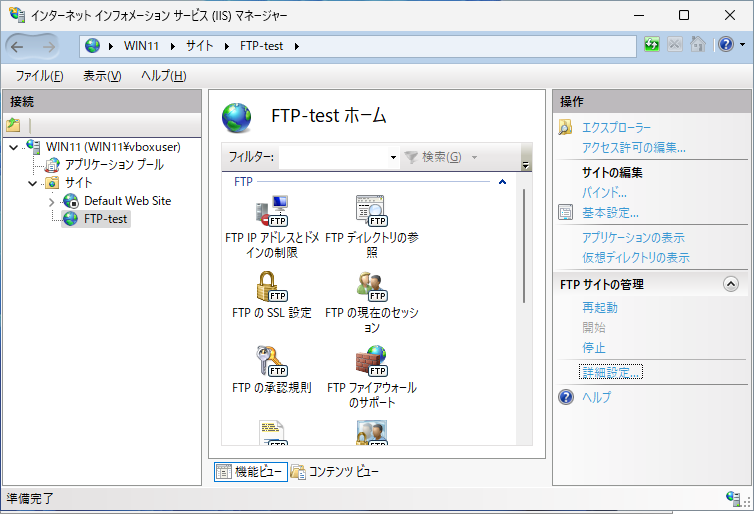 インターネット インフォメーション サービス (IIS) マネージャー
WIN11 サイト FTP-test
ファイル(F) 表示(V) ヘルプ(H)
接続
WIN11 (WIN11¥vboxuser)
アプリケーション プール
サイト
Default Web Site
FTP-test
FTP-test ホーム
フィルター: 検索(G)
FTP
FTP IP アドレスとドメ
インの制限
FTP ディレクトリの参
照
FTP の SSL 設定
FTP の現在のセッシ
ョン
FTP の承認規則
FTP ファイアウォール
のサポート
機能ビュー コンテンツ ビュー
操作
エクスプローラー
アクセス許可の編集...
サイトの編集
バインド...
基本設定...
アプリケーションの表示
仮想ディレクトリの表示
FTP サイトの管理
再起動
開始
停止
詳細設定...
ヘルプ
準備完了